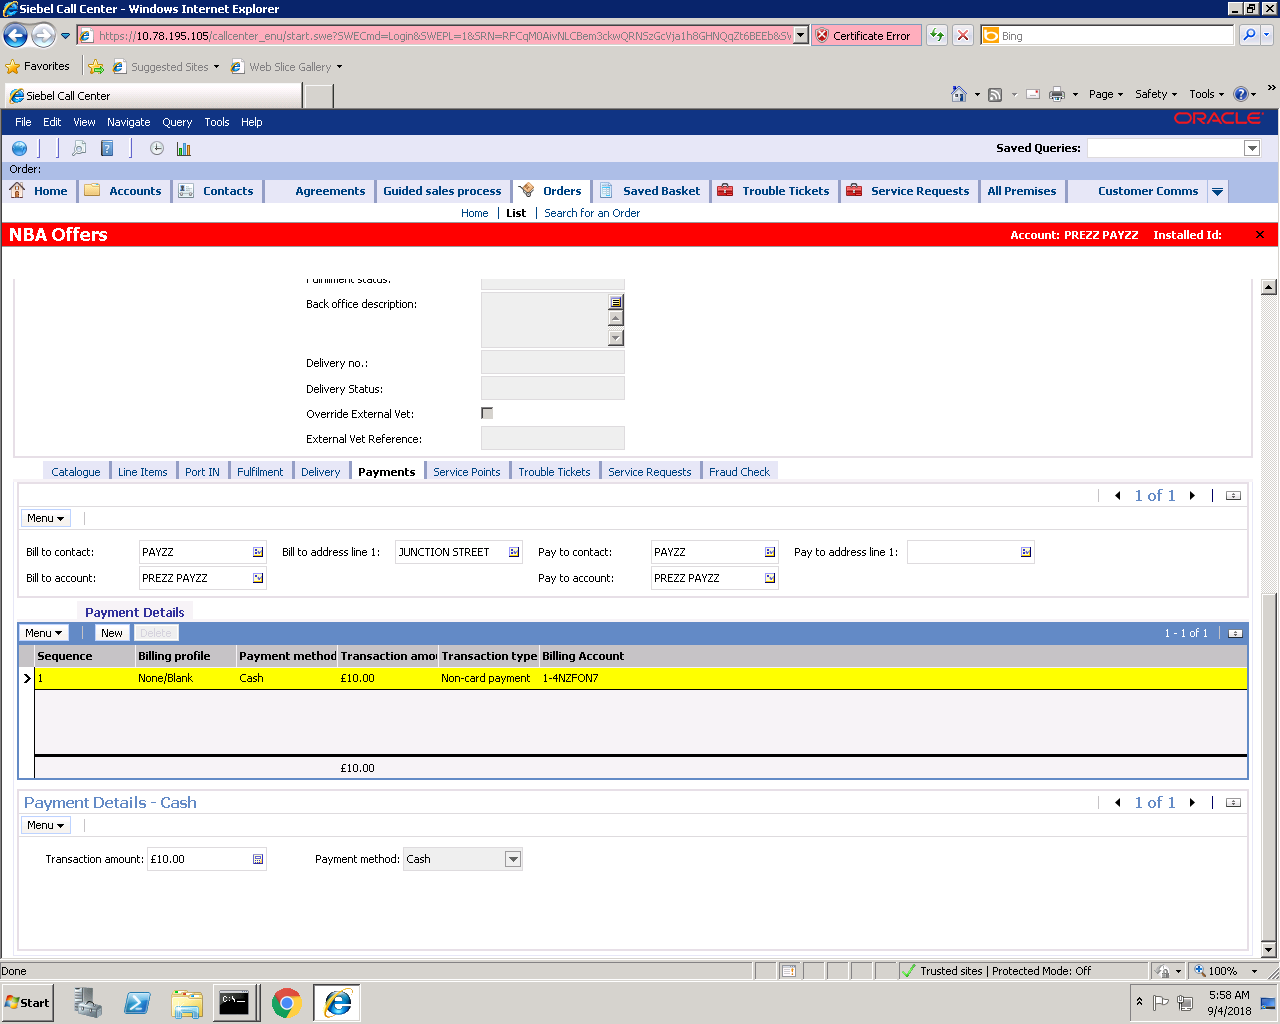 Siebel Call Center - Windows Internet Explorer
https://10.78.195.105/callcenter_enu/start.swe?SWECmd=Login&SWEPL=1&SRN=RFCqM0AivNLCBem3ckwQRNSzGcVja1h8GHNQqZt6BEEb&SW
Certificate Error
Bing
Favorites
Suggested Sites
Web Slice Gallery
Siebel Call Center
Page
Safety
Tools
»
File Edit View Navigate Query Tools Help
ORACLE
Saved Queries:
Order:
Home Accounts Contacts Agreements Guided sales process Orders Saved Basket Trouble Tickets Service Requests All Premises Customer Comms
Home | List | Search for an Order
NBA Offers
Account: PREZZ PAYZZ Installed Id:
Fulfilment status:
Back office description:
Delivery no.:
Delivery Status:
Override External Vet:
External Vet Reference:
Catalogue Line Items Port IN Fulfilment Delivery Payments Service Points Trouble Tickets Service Requests Fraud Check
1 of 1
Menu
Bill to contact: PAYZZ Bill to address line 1: JUNCTION STREET Pay to contact: PAYZZ Pay to address line 1:
Bill to account: PREZZ PAYZZ Pay to account: PREZZ PAYZZ
Payment Details
Menu New Delete 1 - 1 of 1
Sequence Billing profile Payment method Transaction amou Transaction type Billing Account
1 None/Blank Cash £10.00 Non-card payment 1-4NZFON7
£10.00
Payment Details - Cash
1 of 1
Menu
Transaction amount: £10.00 Payment method: Cash
Done
Trusted sites | Protected Mode: Off
100%
Start
C:\.
5:58 AM
9/4/2018